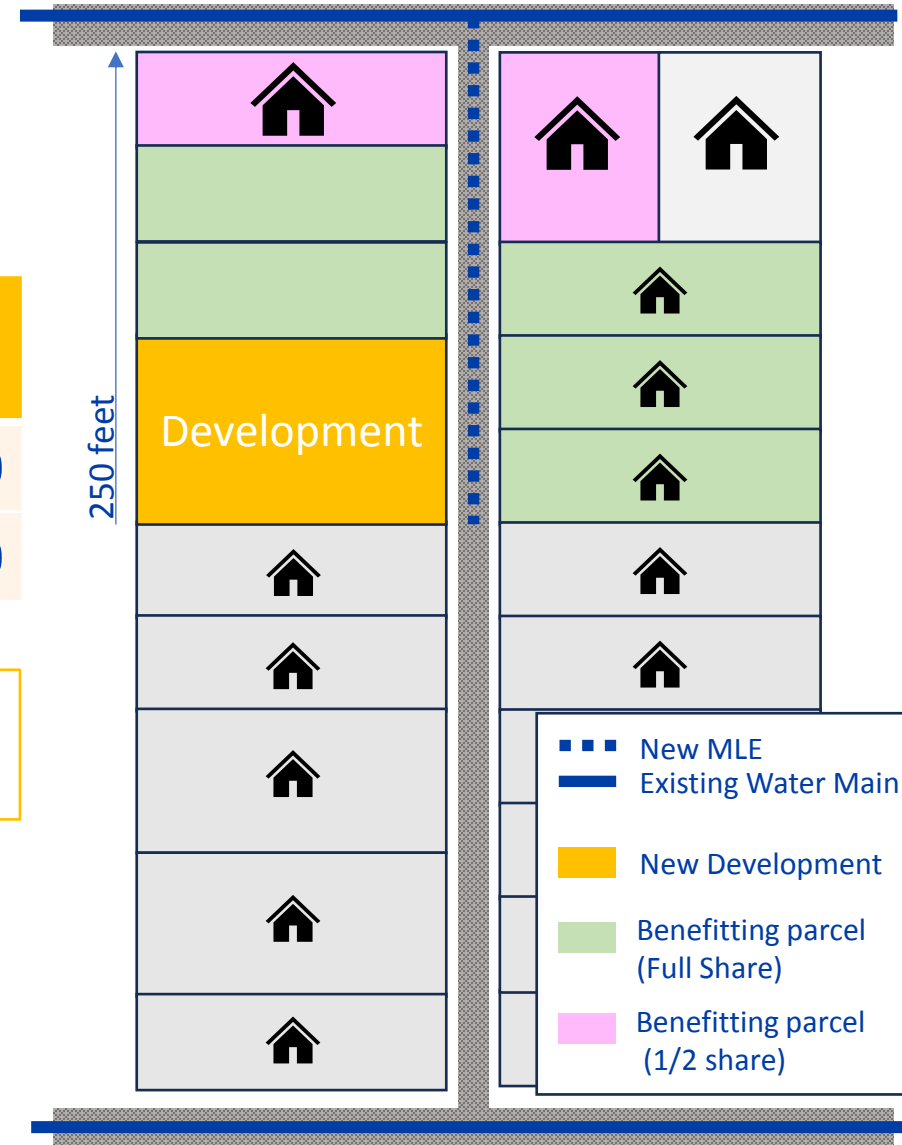 250 feet
Development
New MLE
Existing Water Main
New Development
Benefitting parcel
(Full Share)
Benefitting parcel
(1/2 share)
)
)